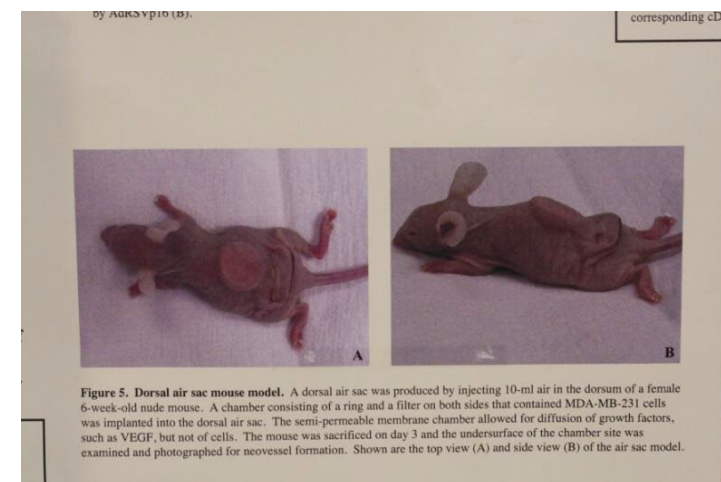 by AdRSVp16 (B).
corresponding cD
A
B
Figure 5. Dorsal air sac mouse model. A dorsal air sac was produced by injecting 10-ml air in the dorsum of a female
6-week-old nude mouse. A chamber consisting of a ring and a filter on both sides that contained MDA-MB-231 cells
was implanted into the dorsal air sac. The semi-permeable membrane chamber allowed for diffusion of growth factors,
such as VEGF, but not of cells. The mouse was sacrificed on day 3 and the undersurface of the chamber site was
examined and photographed for neovessel formation. Shown are the top view (A) and side view (B) of the air sac model.